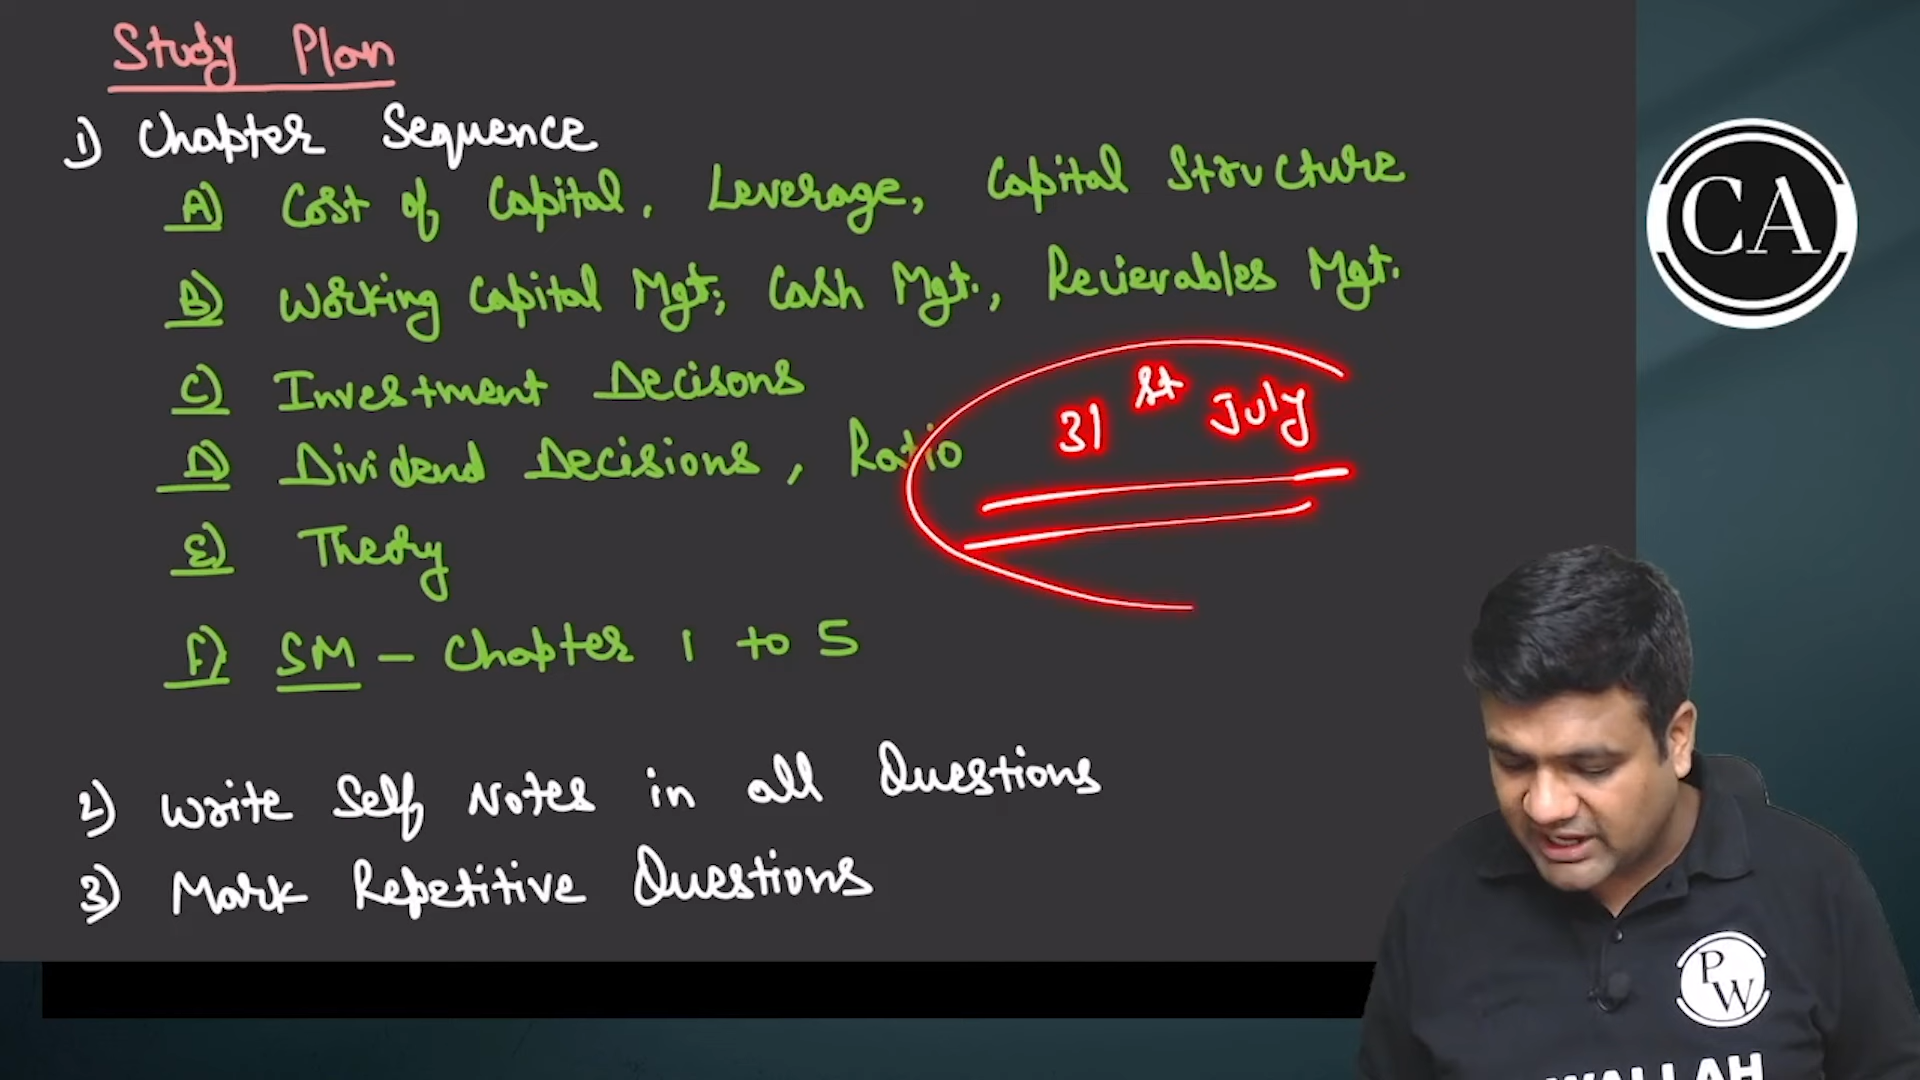 Study Plan
1) Chapter Sequence
A) Cost of Capital, Leverage, Capital Structure
B) Working Capital Mgt, Cash Mgt., Recievables Mgt.
C) Investment Decisons
D) Dividend Decisions, Ratio
31st July
E) Theory
F) SM - Chapter 1 to 5
2) Write Self Notes in all Questions
3) Mark Repetitive Questions
CA
PW
WALLAH